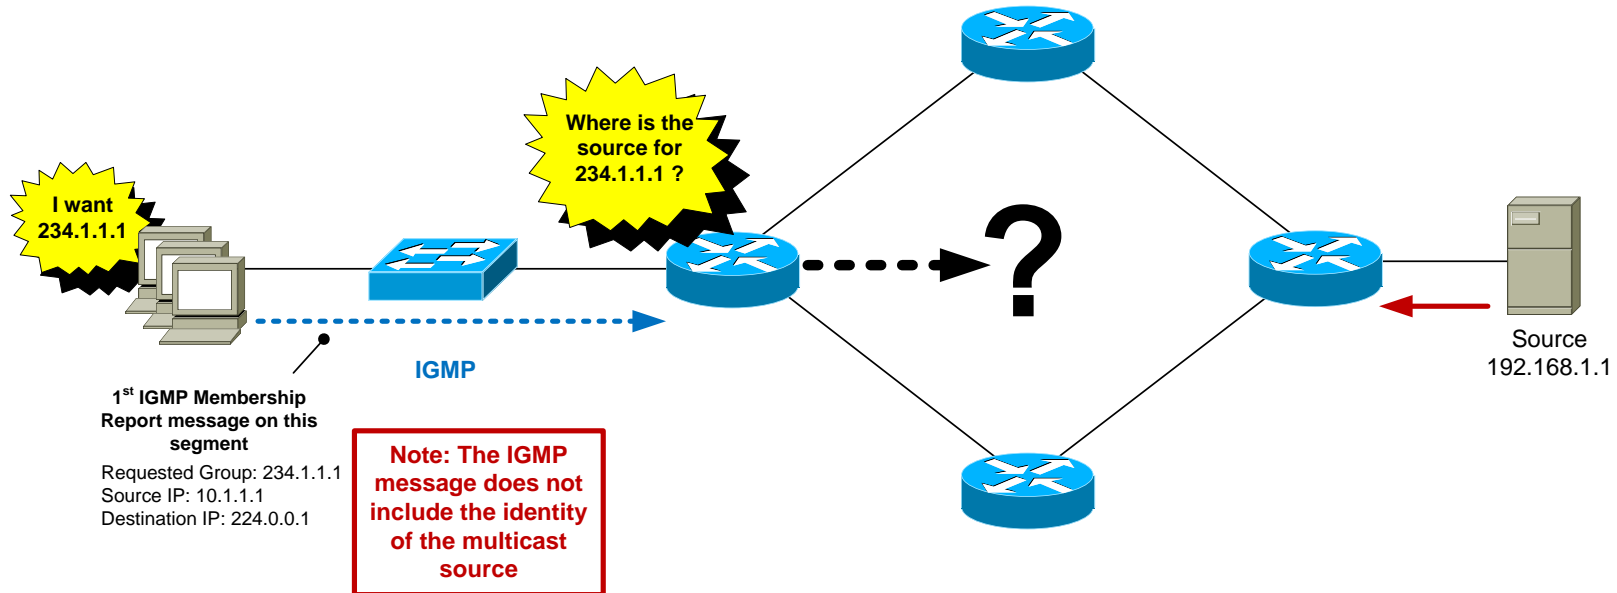 I want
234.1.1.1
Where is the
source for
234.1.1.1 ?
?
IGMP
1st IGMP Membership
Report message on this
segment
Requested Group: 234.1.1.1
Source IP: 10.1.1.1
Destination IP: 224.0.0.1
Note: The IGMP
message does not
include the identity
of the multicast
source
Source
192.168.1.1